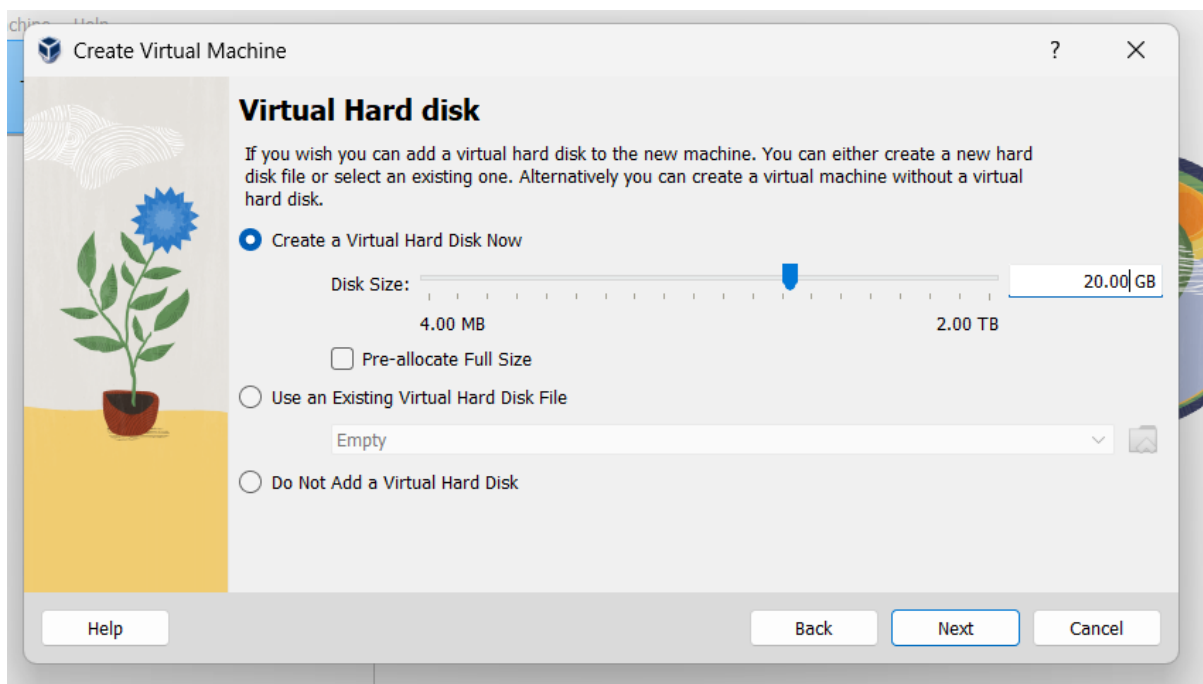 Help
Create Virtual Machine
?
Virtual Hard disk
If you wish you can add a virtual hard disk to the new machine. You can either create a new hard
disk file or select an existing one. Alternatively you can create a virtual machine without a virtual
hard disk.
Create a Virtual Hard Disk Now
Disk Size: 20.00 GB
4.00 MB 2.00 TB
Pre-allocate Full Size
Use an Existing Virtual Hard Disk File
Empty
Do Not Add a Virtual Hard Disk
Help Back Next Cancel